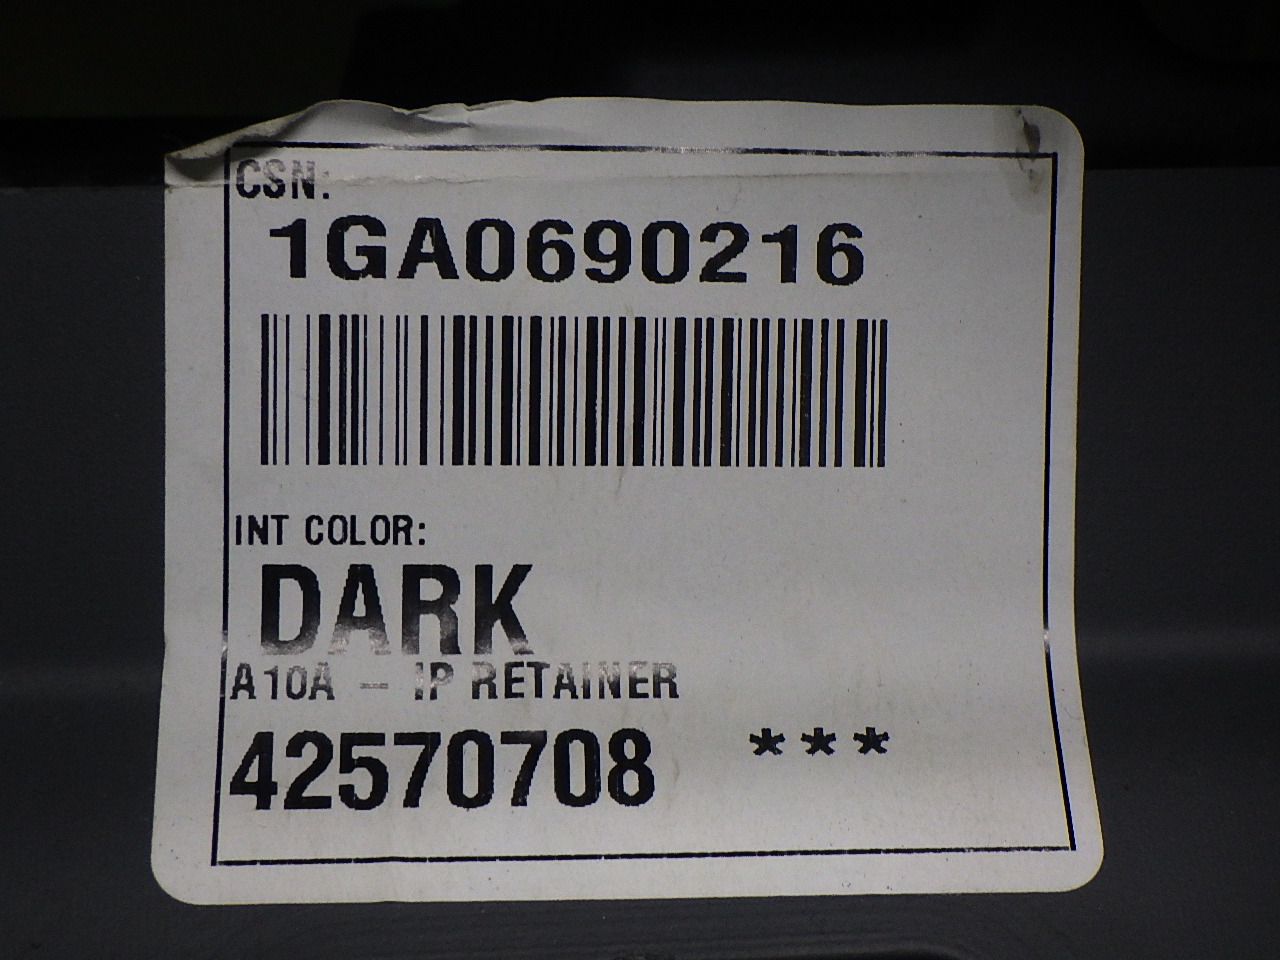 CSN:
1GA0690216
INT COLOR:
DARK
A10A - IP RETAINER
42570708 ***